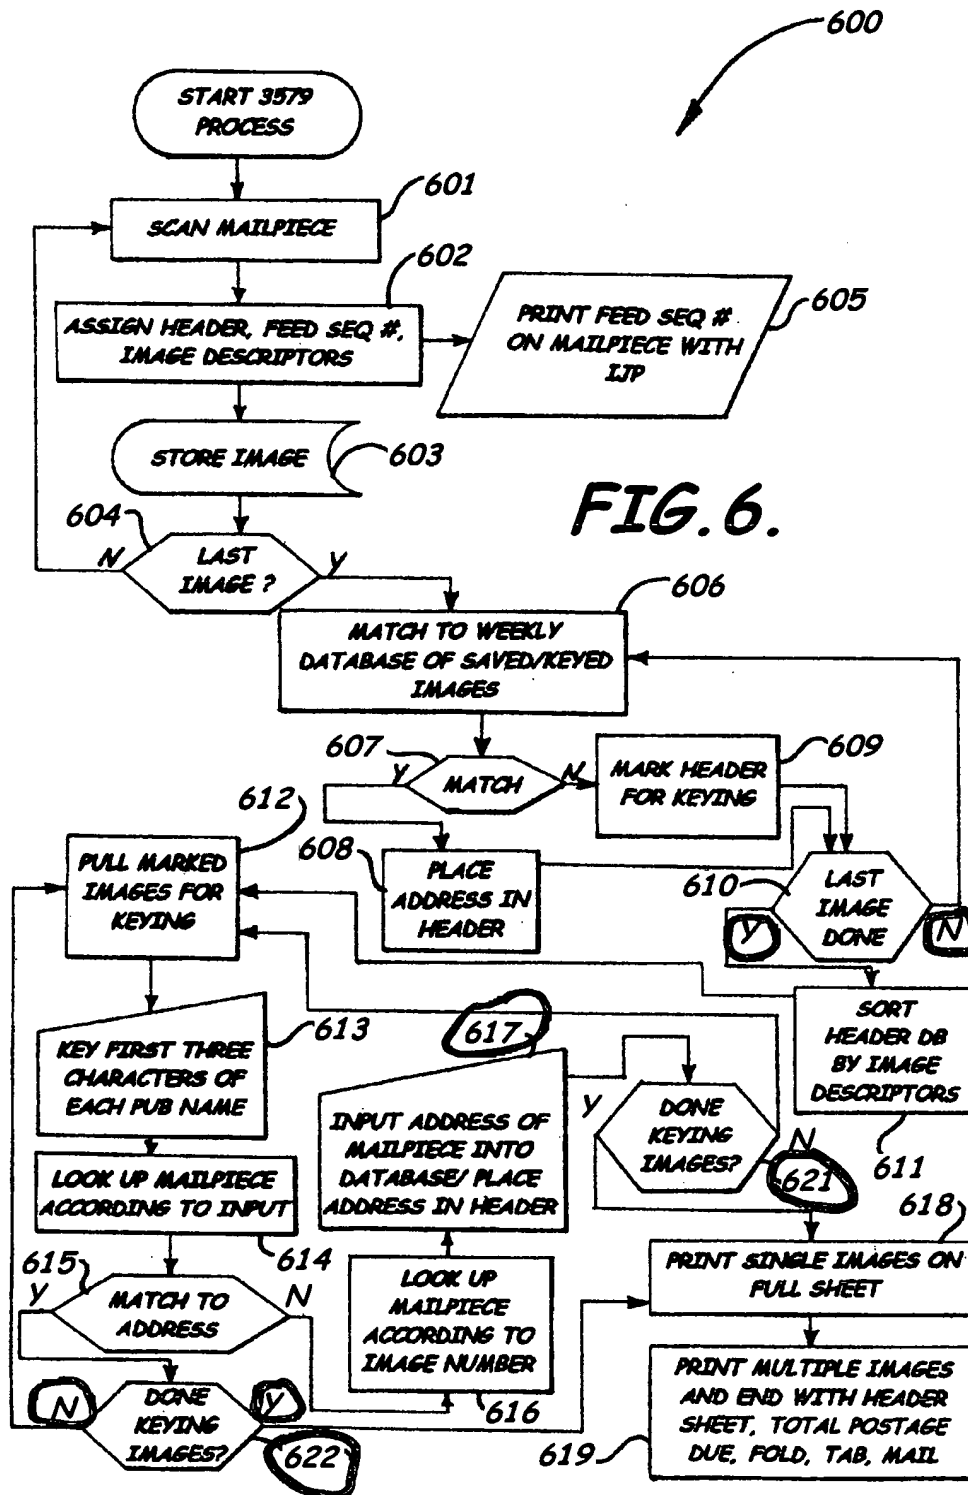 600
START 3579
PROCESS
601
SCAN MAILPIECE
602
ASSIGN HEADER, FEED SEQ #,
IMAGE DESCRIPTORS
PRINT FEED SEQ #
ON MAILPIECE WITH
IJP
605
STORE IMAGE
603
FIG. 6.
604
N
LAST
IMAGE ?
Y
606
MATCH TO WEEKLY
DATABASE OF SAVED/KEYED
IMAGES
607
Y
MATCH
N
MARK HEADER
FOR KEYING
609
612
PULL MARKED
IMAGES FOR
KEYING
608
PLACE
ADDRESS IN
HEADER
610
LAST
IMAGE
DONE
Y
N
SORT
HEADER DB
BY IMAGE
DESCRIPTORS
611
613
KEY FIRST THREE
CHARACTERS OF
EACH PUB NAME
617
INPUT ADDRESS OF
MAILPIECE INTO
DATABASE/ PLACE
ADDRESS IN HEADER
Y
DONE
KEYING
IMAGES?
N
621
LOOK UP MAILPIECE
ACCORDING TO INPUT
614
618
PRINT SINGLE IMAGES ON
FULL SHEET
615
Y
MATCH TO
ADDRESS
N
LOOK UP
MAILPIECE
ACCORDING TO
IMAGE NUMBER
616
N
DONE
KEYING
IMAGES?
Y
622
PRINT MULTIPLE IMAGES
AND END WITH HEADER
SHEET, TOTAL POSTAGE
DUE, FOLD, TAB, MAIL
619